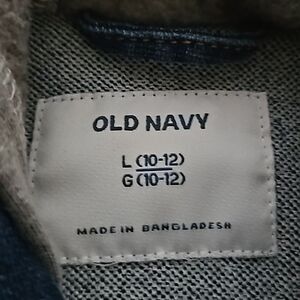 OLD NAVY
L (10-12)
G (10-12)
MADE IN BANGLADESH